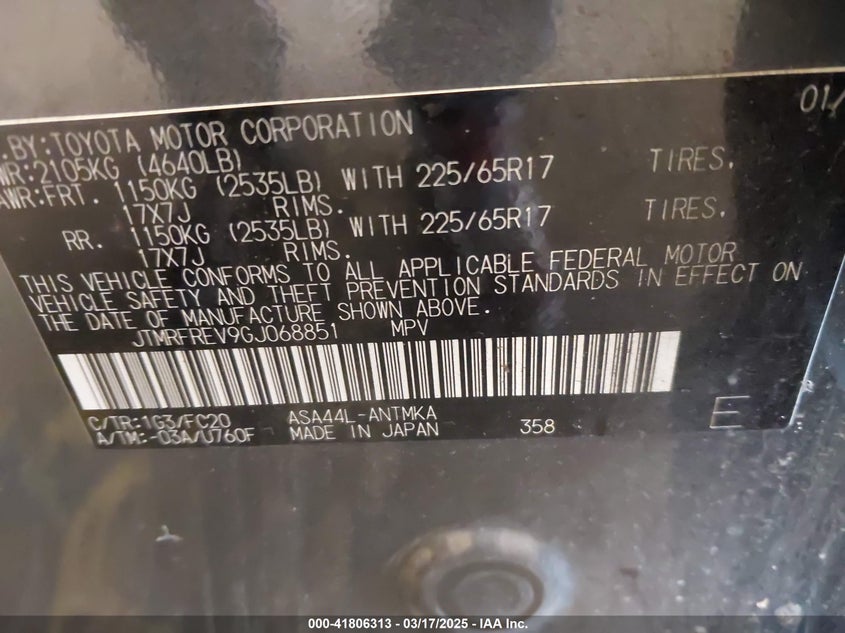 01/
.BY:TOYOTA MOTOR CORPORATION
WR:2105KG (4640LB)
AWR:FRT. 1150KG (2535LB) WITH 225/65R17 TIRES.
17X7J RIMS.
RR. 1150KG (2535LB) WITH 225/65R17 TIRES.
17X7J RIMS.
THIS VEHICLE CONFORMS TO ALL APPLICABLE FEDERAL MOTOR
VEHICLE SAFETY AND THEFT PREVENTION STANDARDS IN EFFECT ON
THE DATE OF MANUFACTURE SHOWN ABOVE.
JTMRFREV9GJ068851 MPV
C/TR:1G3/FC20 ASA44L-ANTMKA
A/TM:-03A/U760F MADE IN JAPAN 358 E
000-41806313 - 03/17/2025 - IAA Inc.